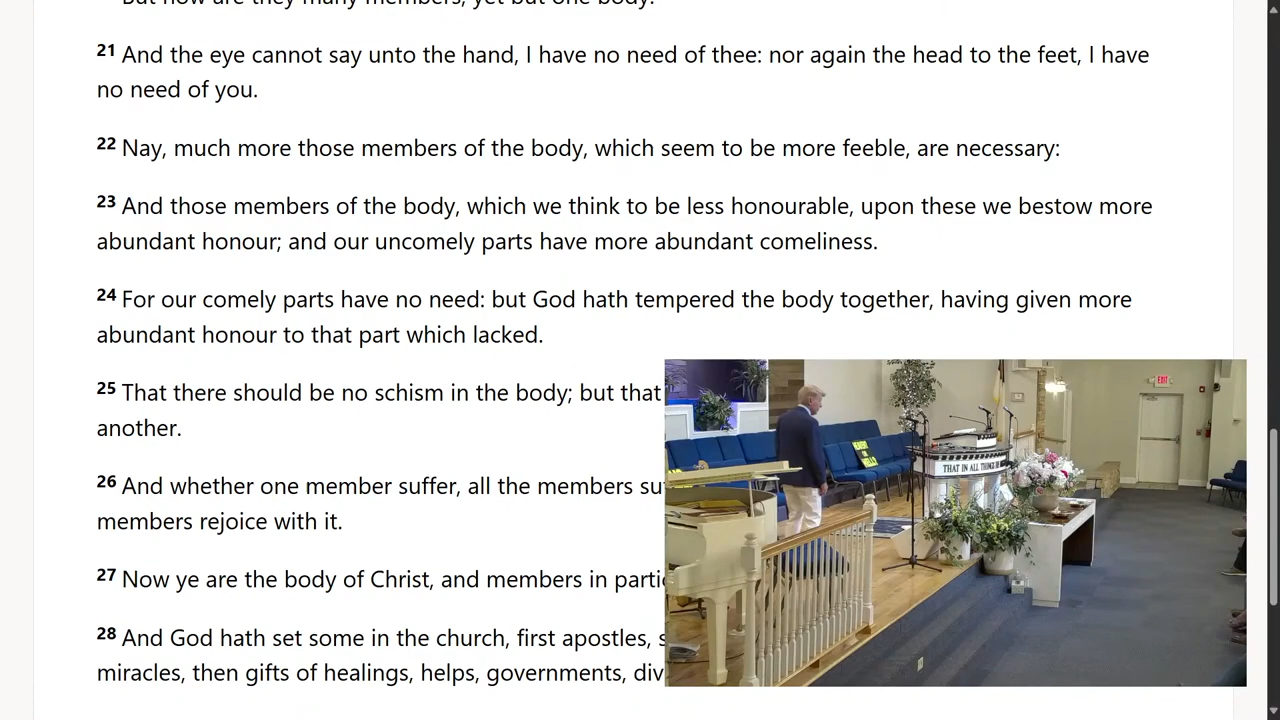 21 And the eye cannot say unto the hand, I have no need of thee: nor again the head to the feet, I have
no need of you.
22 Nay, much more those members of the body, which seem to be more feeble, are necessary:
23 And those members of the body, which we think to be less honourable, upon these we bestow more
abundant honour; and our uncomely parts have more abundant comeliness.
24 For our comely parts have no need: but God hath tempered the body together, having given more
abundant honour to that part which lacked.
25 That there should be no schism in the body; but that
another.
26 And whether one member suffer, all the members su
members rejoice with it.
27 Now ye are the body of Christ, and members in partic
28 And God hath set some in the church, first apostles, s
miracles, then gifts of healings, helps, governments, div
EXIT
THAT IN ALL THINGS